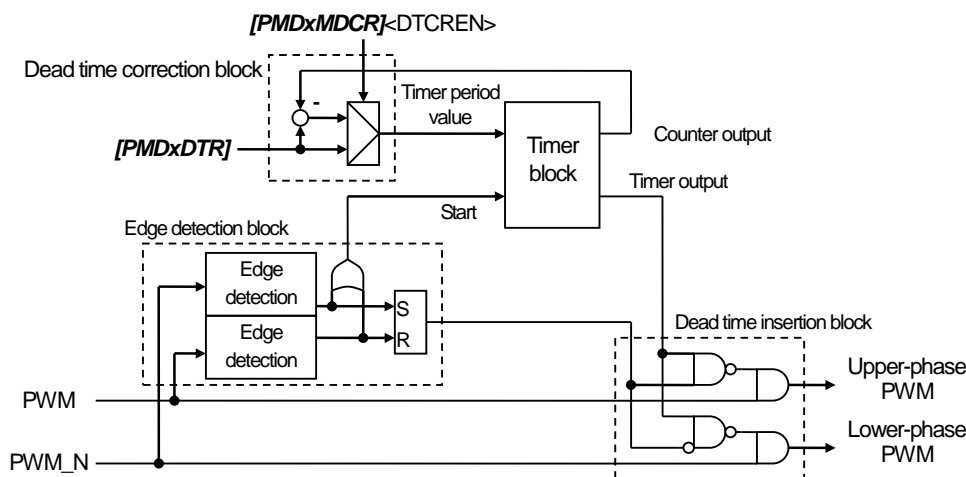 [PMDxMDCR]<DTCREN>
Dead time correction block
-
Timer period
value
[PMDxDTR]
Timer
block
Counter output
Timer output
Start
Edge detection block
Edge
detection
Edge
detection
S
R
Dead time insertion block
PWM
PWM_N
Upper-phase
PWM
Lower-phase
PWM